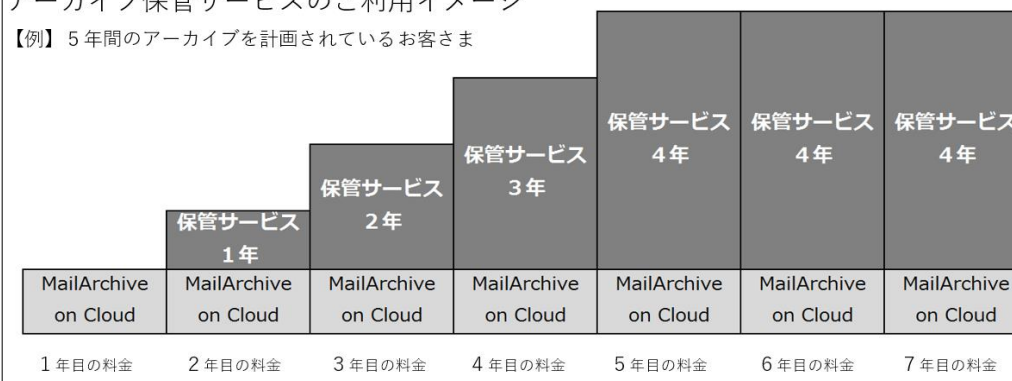 アーカイブ保管サービスのご利用イメージ
【例】５年間のアーカイブを計画されているお客さま
保管サービス
１年
保管サービス
２年
保管サービス
３年
保管サービス
４年
保管サービス
４年
保管サービス
４年
MailArchive
on Cloud
MailArchive
on Cloud
MailArchive
on Cloud
MailArchive
on Cloud
MailArchive
on Cloud
MailArchive
on Cloud
MailArchive
on Cloud
１年目の料金
２年目の料金
３年目の料金
４年目の料金
５年目の料金
６年目の料金
７年目の料金